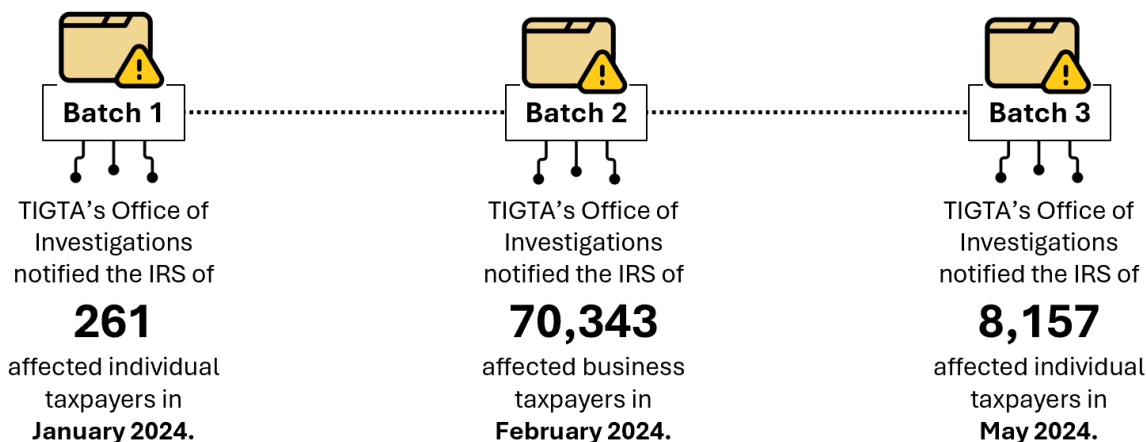 Batch 1
TIGTA’s Office of
Investigations
notified the IRS of
261
affected individual
taxpayers in
January 2024.
Batch 2
TIGTA’s Office of
Investigations
notified the IRS of
70,343
affected business
taxpayers in
February 2024.
Batch 3
TIGTA’s Office of
Investigations
notified the IRS of
8,157
affected individual
taxpayers in
May 2024.